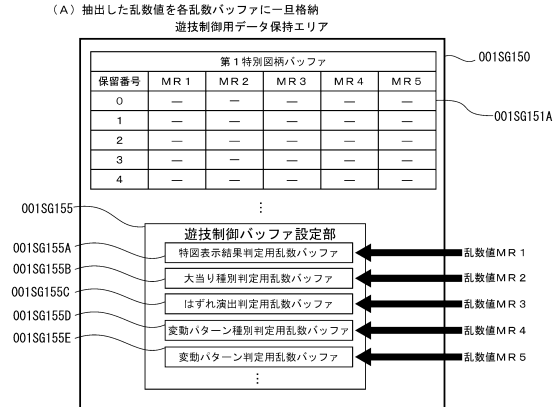 （Ａ）抽出した乱数値を各乱数バッファに一旦格納
遊技制御用データ保持エリア
001SG150
第１特別図柄バッファ
保留番号 ＭＲ１ ＭＲ２ ＭＲ３ ＭＲ４ ＭＲ５
0 — — — — —
001SG151A
1 — — — — —
2 — — — — —
3 — — — — —
4 — — — — —
⋮
001SG155
遊技制御バッファ設定部
001SG155A
特図表示結果判定用乱数バッファ
乱数値ＭＲ１
001SG155B
大当り種別判定用乱数バッファ
乱数値ＭＲ２
001SG155C
はずれ演出判定用乱数バッファ
乱数値ＭＲ３
001SG155D
変動パターン種別判定用乱数バッファ
乱数値ＭＲ４
001SG155E
変動パターン判定用乱数バッファ
乱数値ＭＲ５
⋮